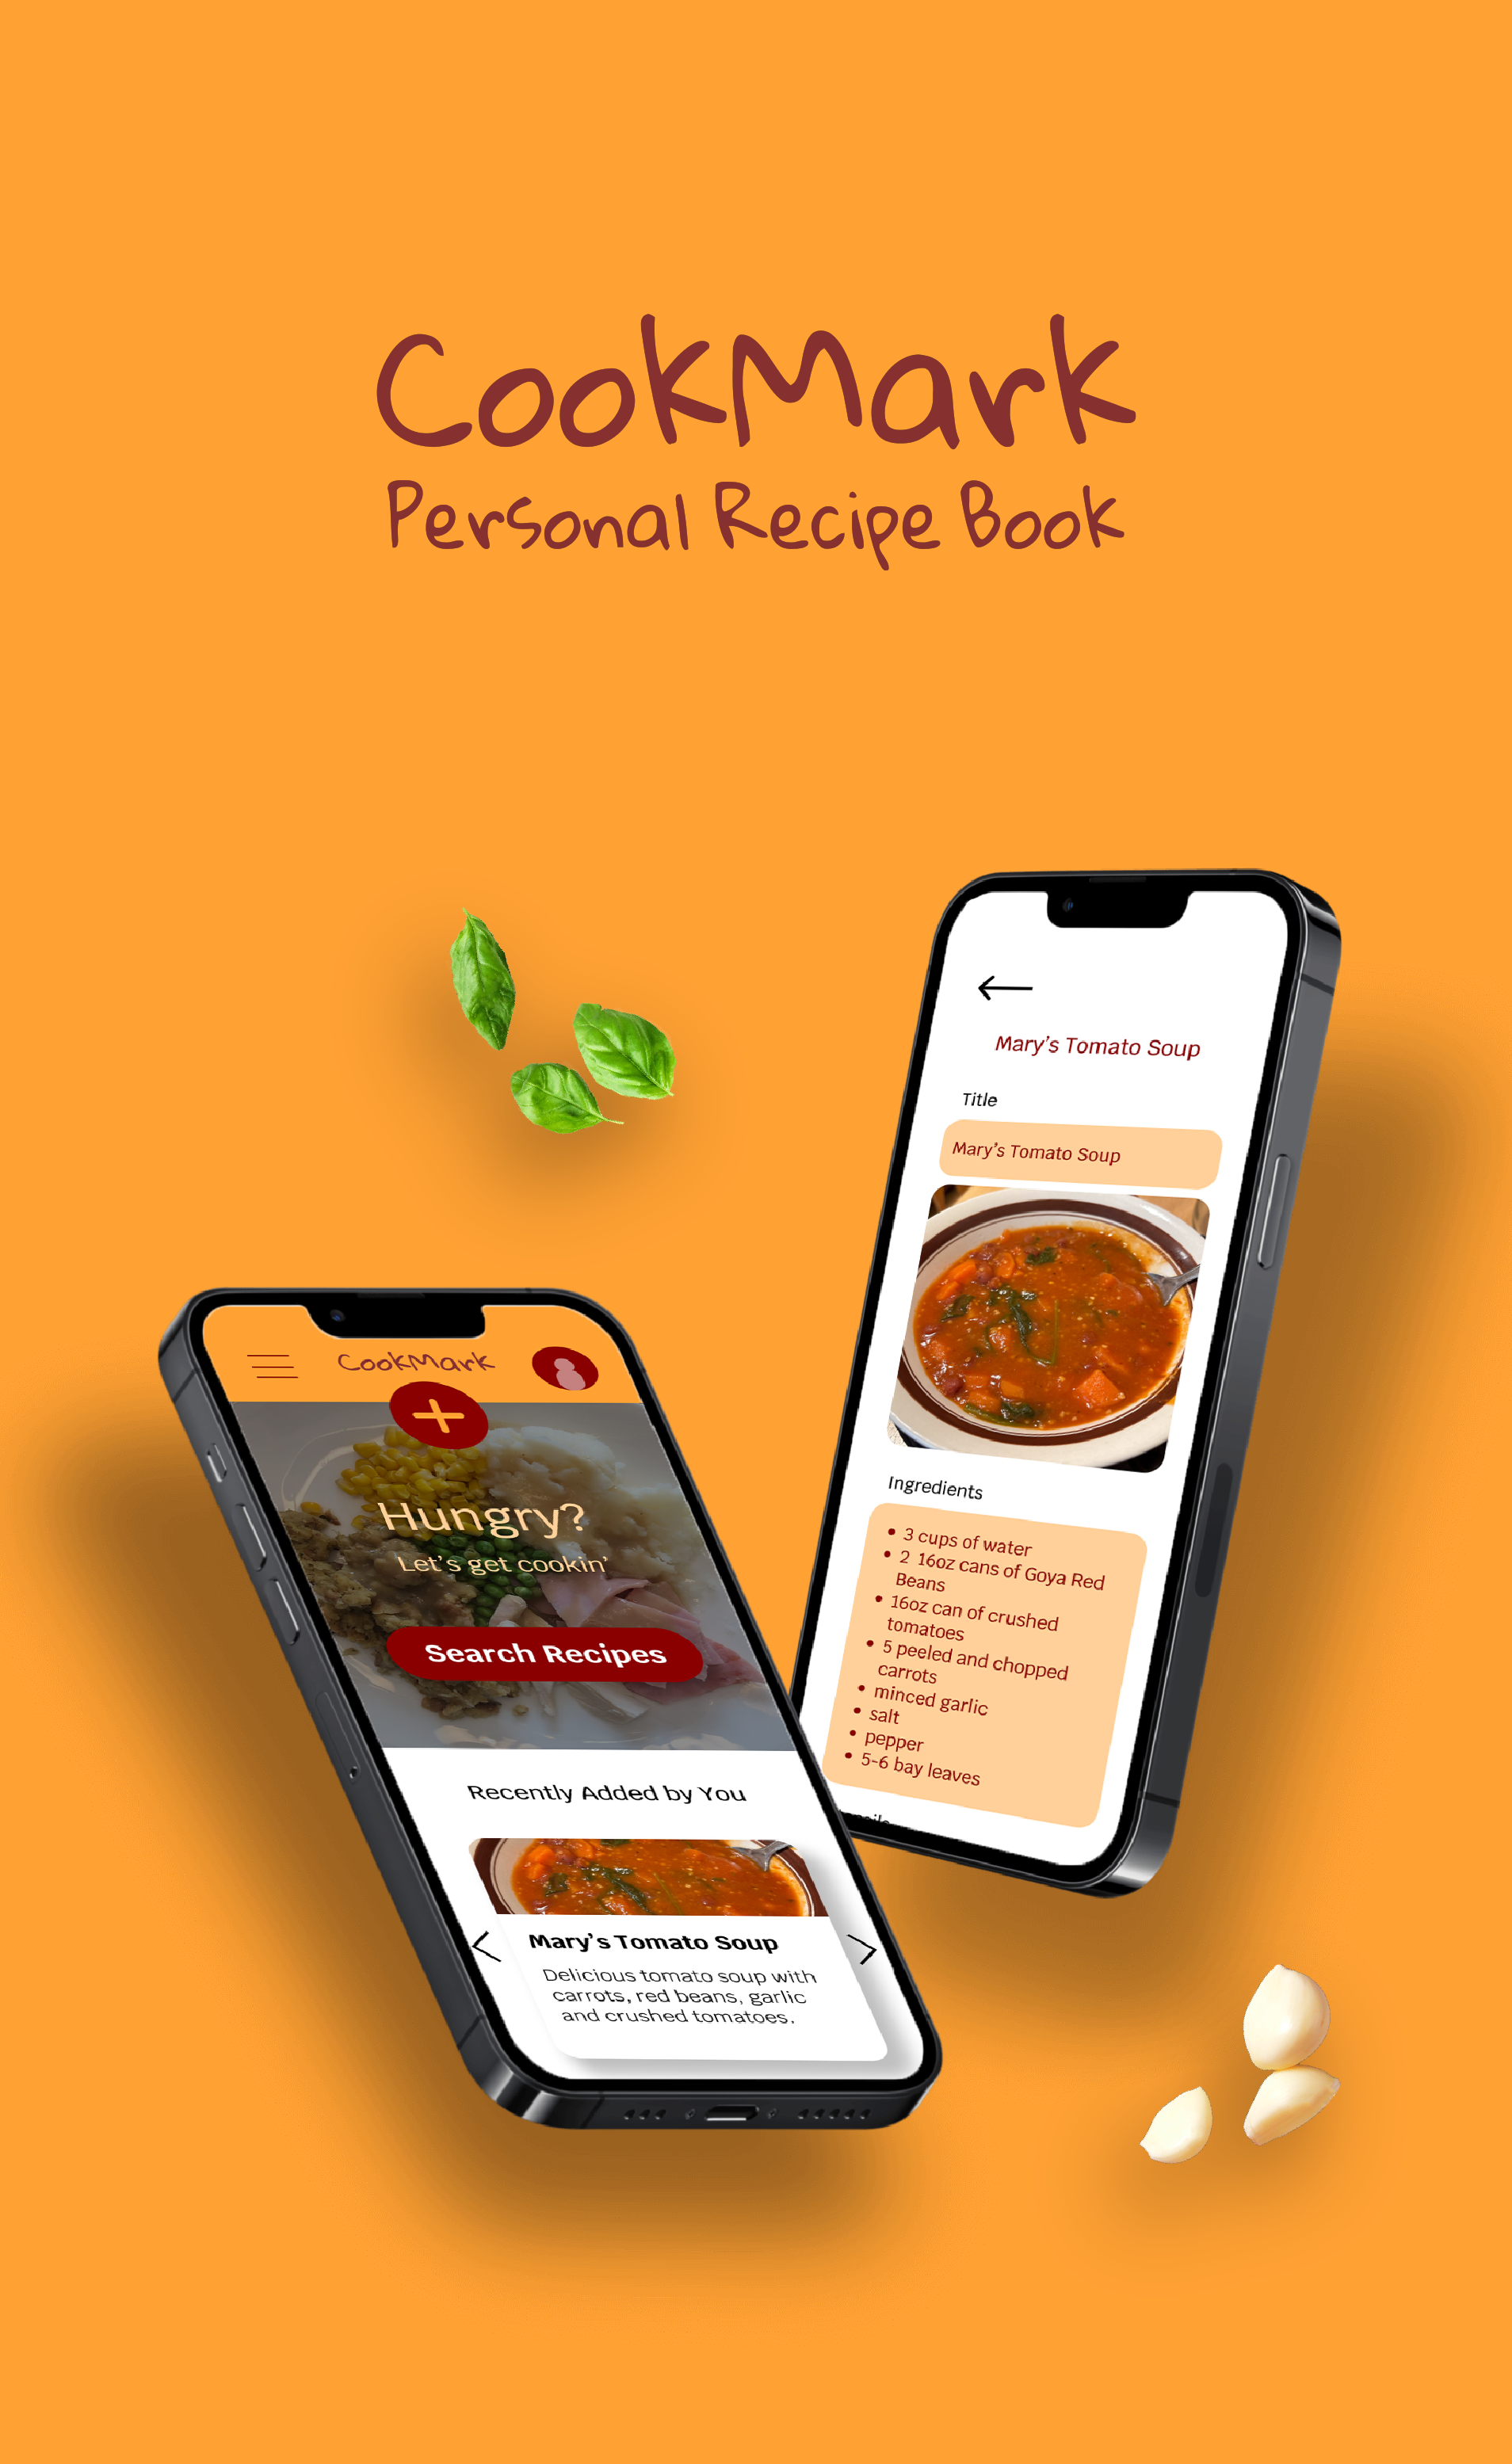 CookMark
Personal Recipe Book
Mary's Tomato Soup
Title
Mary's Tomato Soup
Ingredients
• 3 cups of water
• 2 16oz cans of Goya Red
Beans
• 16oz can of crushed
tomatoes
• 5 peeled and chopped
carrots
• minced garlic
• salt
• pepper
• 5-6 bay leaves
CookMark
Hungry?
Let's get cookin'
Search Recipes
Recently Added by You
Mary's Tomato Soup
Delicious tomato soup with
carrots, red beans, garlic
and crushed tomatoes.